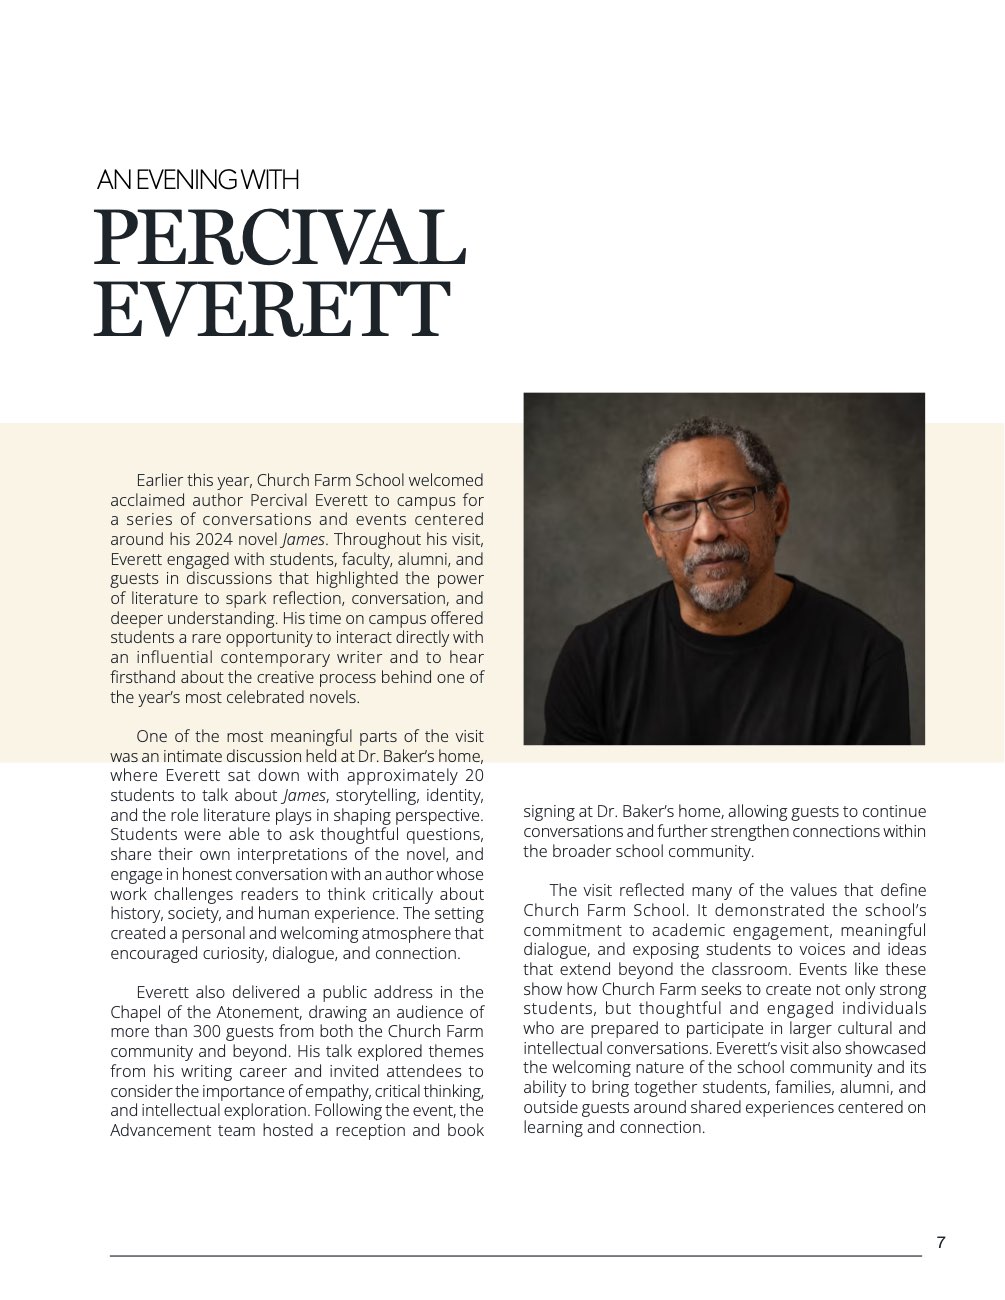 AN EVENING WITH
PERCIVAL
EVERETT
Earlier this year, Church Farm School welcomed
acclaimed author Percival Everett to campus for
a series of conversations and events centered
around his 2024 novel James. Throughout his visit,
Everett engaged with students, faculty, alumni, and
guests in discussions that highlighted the power
of literature to spark reflection, conversation, and
deeper understanding. His time on campus offered
students a rare opportunity to interact directly with
an influential contemporary writer and to hear
firsthand about the creative process behind one of
the year's most celebrated novels.
One of the most meaningful parts of the visit
was an intimate discussion held at Dr. Baker's home,
where Everett sat down with approximately 20
students to talk about James, storytelling, identity,
and the role literature plays in shaping perspective.
Students were able to ask thoughtful questions,
share their own interpretations of the novel, and
engage in honest conversation with an author whose
work challenges readers to think critically about
history, society, and human experience. The setting
created a personal and welcoming atmosphere that
encouraged curiosity, dialogue, and connection.
Everett also delivered a public address in the
Chapel of the Atonement, drawing an audience of
more than 300 guests from both the Church Farm
community and beyond. His talk explored themes
from his writing career and invited attendees to
consider the importance of empathy, critical thinking,
and intellectual exploration. Following the event, the
Advancement team hosted a reception and book
signing at Dr. Baker's home, allowing guests to continue
conversations and further strengthen connections within
the broader school community.
The visit reflected many of the values that define
Church Farm School. It demonstrated the school's
commitment to academic engagement, meaningful
dialogue, and exposing students to voices and ideas
that extend beyond the classroom. Events like these
show how Church Farm seeks to create not only strong
students, but thoughtful and engaged individuals
who are prepared to participate in larger cultural and
intellectual conversations. Everett's visit also showcased
the welcoming nature of the school community and its
ability to bring together students, families, alumni, and
outside guests around shared experiences centered on
learning and connection.
7